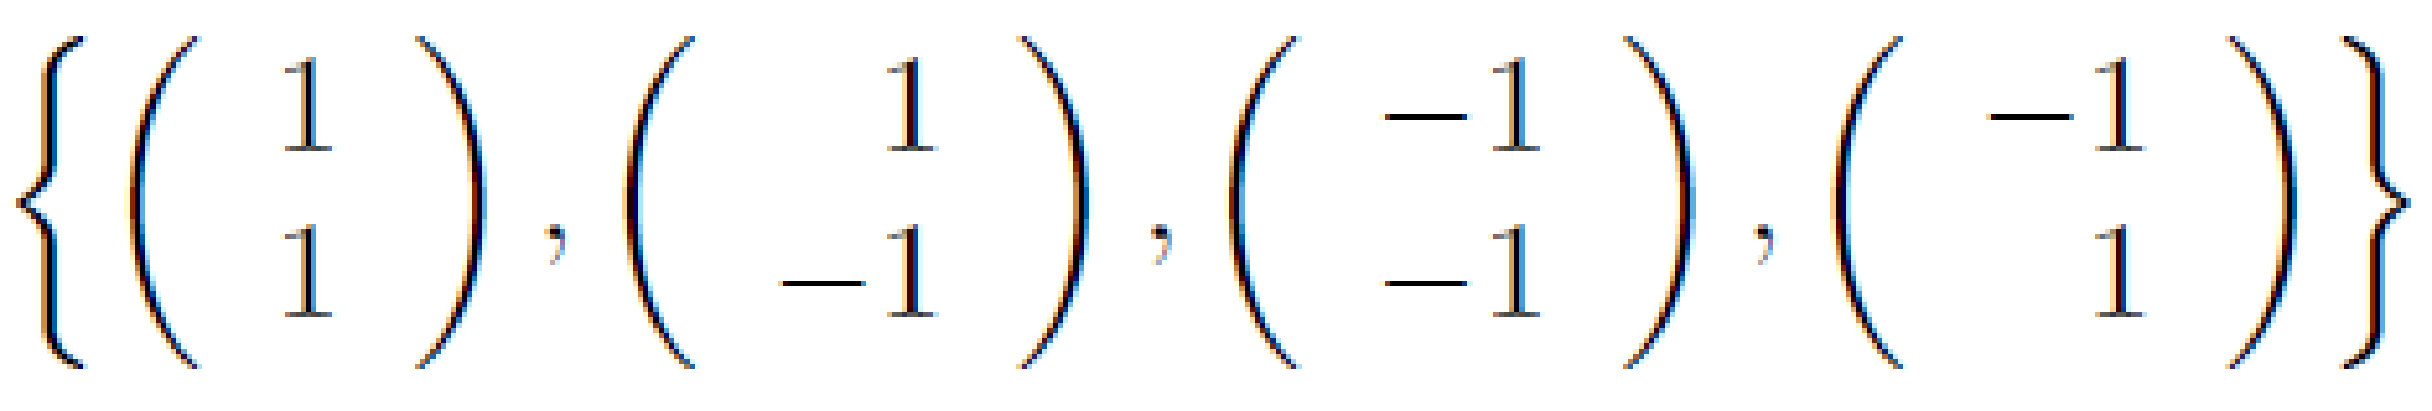 { ( 1 1 ) , ( 1 −1 ) , ( −1 −1 ) , ( −1 1 ) }